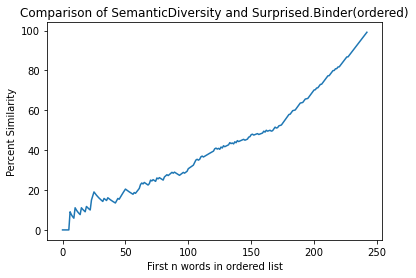 Comparison of SemanticDiversity and Surprised.Binder(ordered)
Percent Similarity
100
80
60
40
20
0
0 50 100 150 200 250
First n words in ordered list